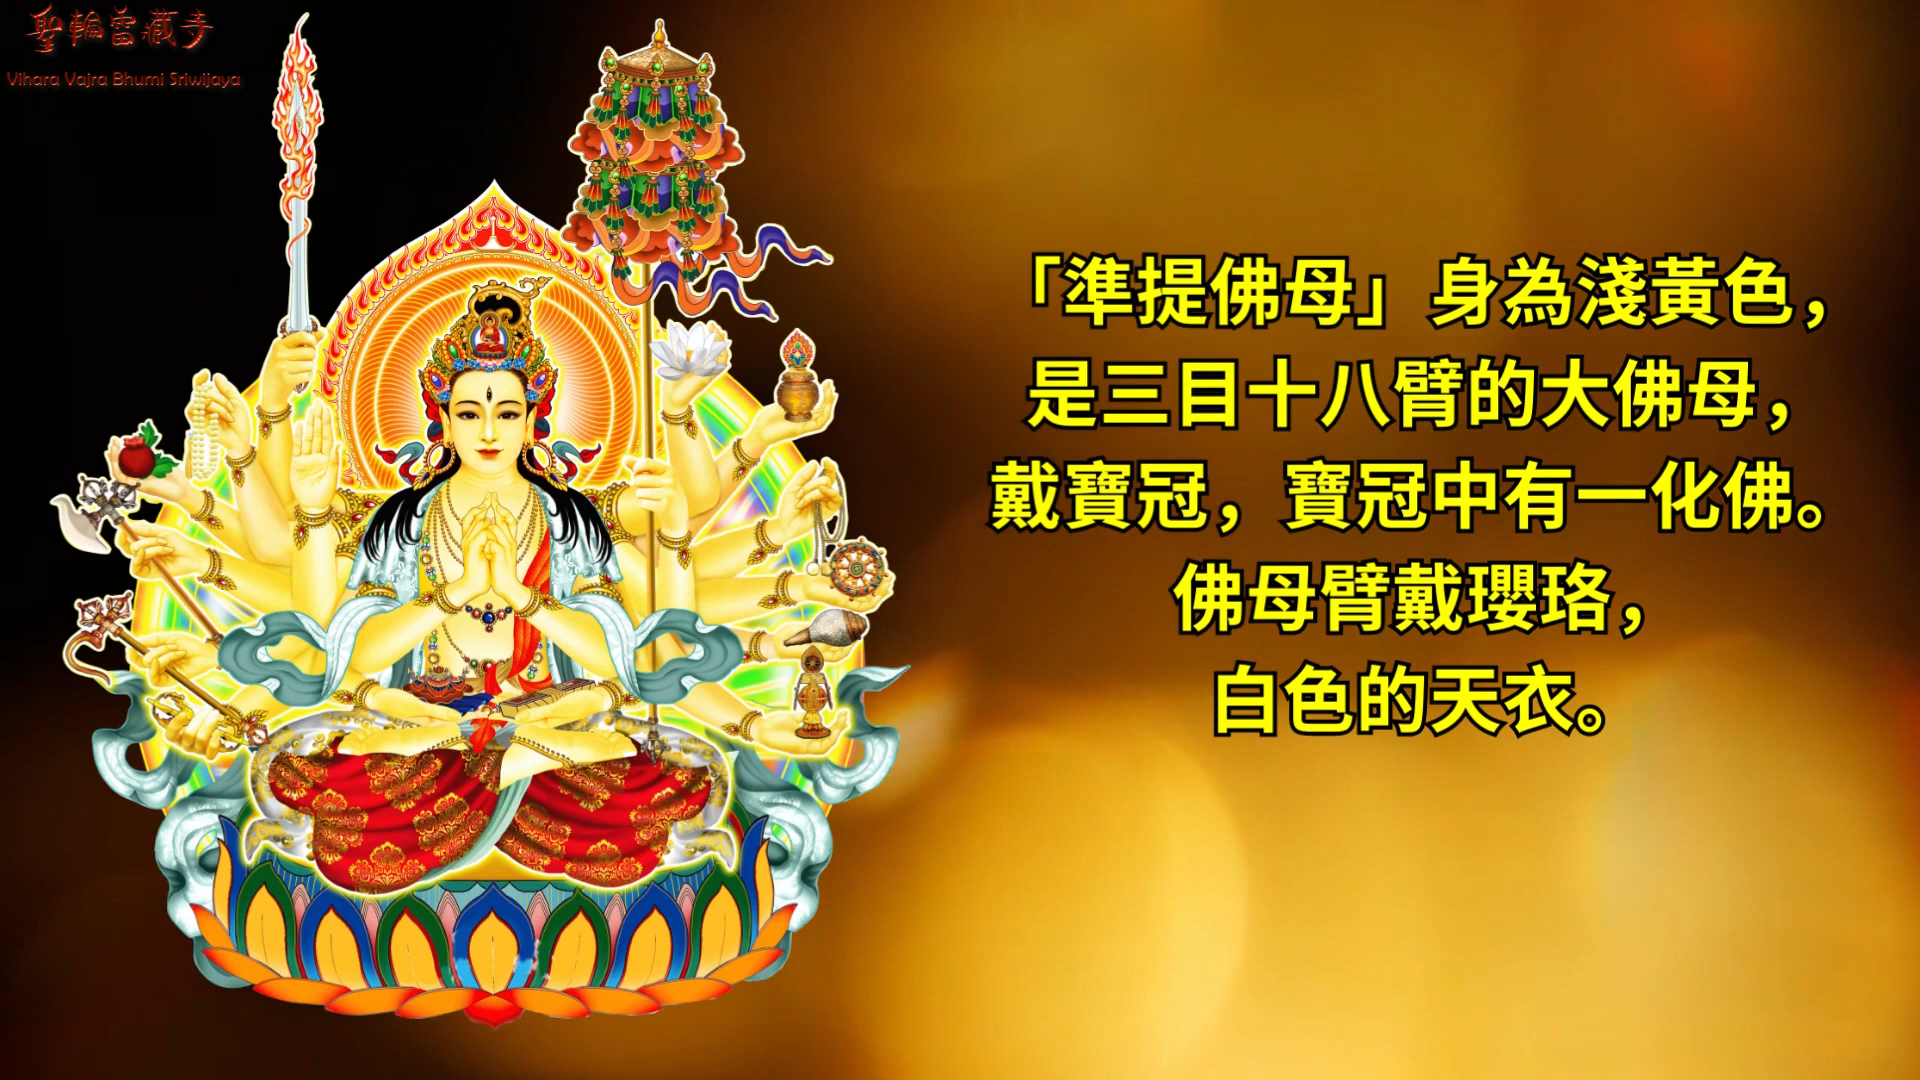 聖輪雷藏寺
Vihara Vajra Bhumi Sriwijaya
「準提佛母」身為淺黃色，
是三目十八臂的大佛母，
戴寶冠，寶冠中有一化佛。
佛母臂戴瓔珞，
白色的天衣。